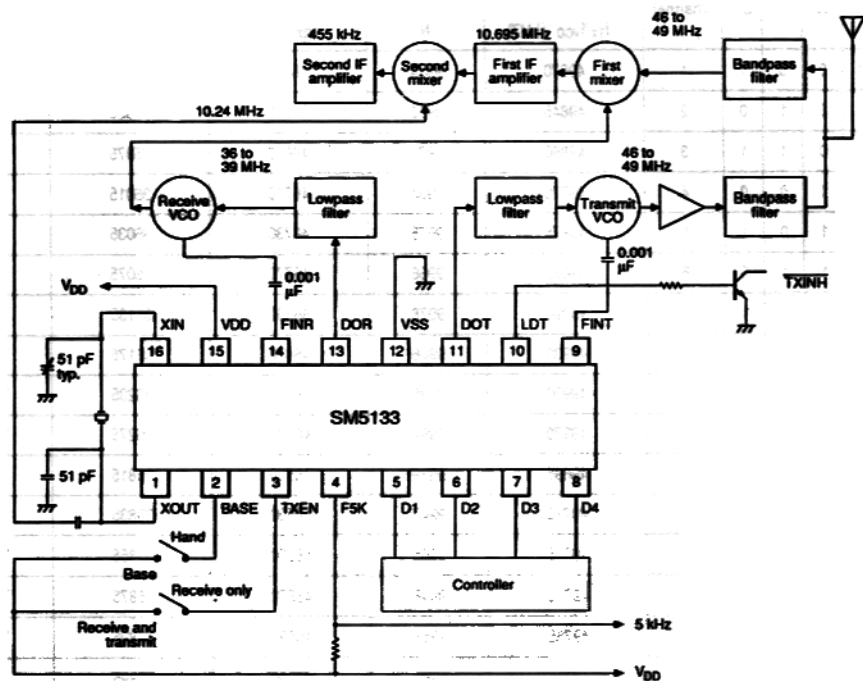 455 kHz
Second IF
amplifier
Second
mixer
10.695 MHz
First IF
amplifier
First
mixer
46 to
49 MHz
Bandpass
filter
10.24 MHz
36 to
39 MHz
Receive
VCO
Lowpass
filter
Lowpass
filter
46 to
49 MHz
Transmit
VCO
Bandpass
filter
0.001
µF
0.001
µF
TXINH
VDD
XIN
VDD
FINR
DOR
VSS
DOT
LDT
FINT
16
15
14
13
12
11
10
9
51 pF
typ.
SM5133
51 pF
1
2
3
4
5
6
7
8
XOUT
BASE
TXEN
F5K
D1
D2
D3
D4
Hand
Base
Receive only
Receive and
transmit
Controller
5 kHz
VDD